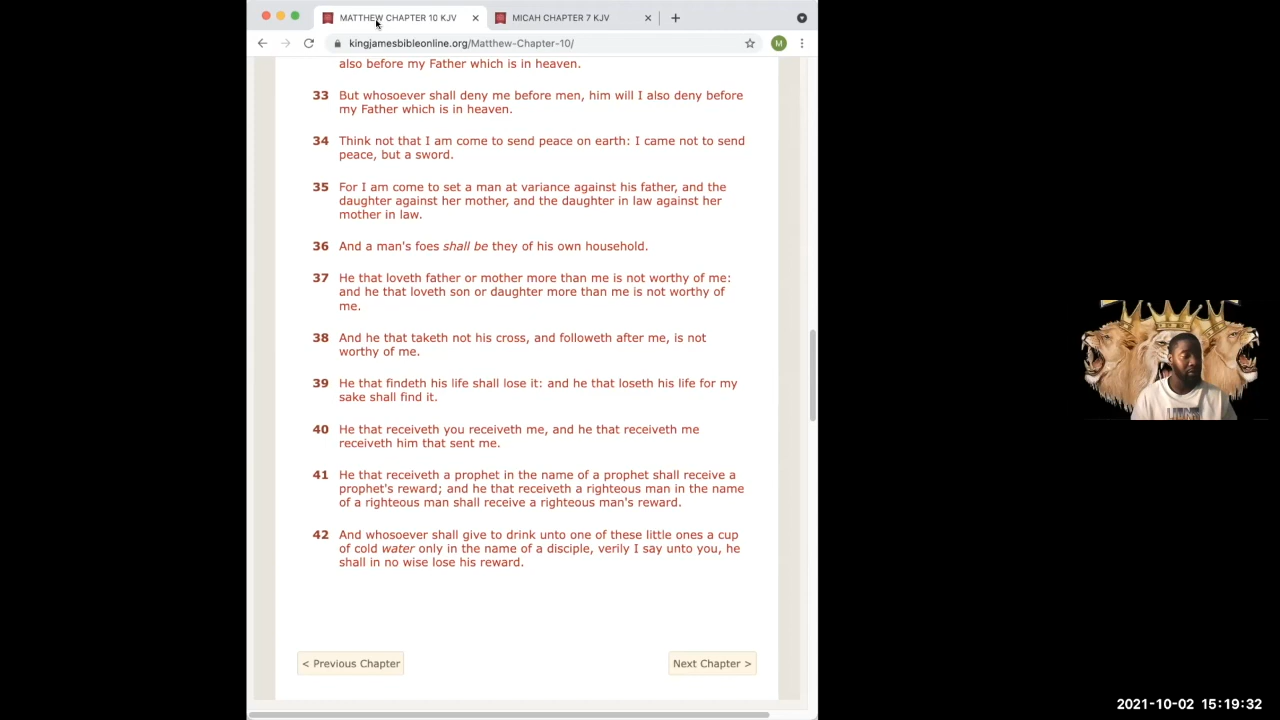 MATTHEW CHAPTER 10 KJV
MICAH CHAPTER 7 KJV
kingjamesbibleonline.org/Matthew-Chapter-10/
M
also before my Father which is in heaven.
33 But whosoever shall deny me before men, him will I also deny before
my Father which is in heaven.
34 Think not that I am come to send peace on earth: I came not to send
peace, but a sword.
35 For I am come to set a man at variance against his father, and the
daughter against her mother, and the daughter in law against her
mother in law.
36 And a man's foes shall be they of his own household.
37 He that loveth father or mother more than me is not worthy of me:
and he that loveth son or daughter more than me is not worthy of
me.
38 And he that taketh not his cross, and followeth after me, is not
worthy of me.
39 He that findeth his life shall lose it: and he that loseth his life for my
sake shall find it.
40 He that receiveth you receiveth me, and he that receiveth me
receiveth him that sent me.
41 He that receiveth a prophet in the name of a prophet shall receive a
prophet's reward; and he that receiveth a righteous man in the name
of a righteous man shall receive a righteous man's reward.
42 And whosoever shall give to drink unto one of these little ones a cup
of cold water only in the name of a disciple, verily I say unto you, he
shall in no wise lose his reward.
< Previous Chapter
Next Chapter >
2021-10-02 15:19:32